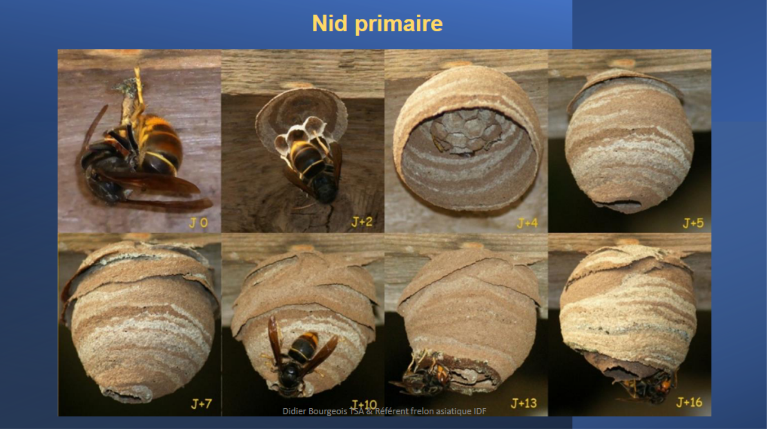 Nid primaire
J 0
J+2
J+4
J+5
J+7
J+10
J+13
J+16
Didier Bourgeois TSA & Référent frelon asiatique IDF